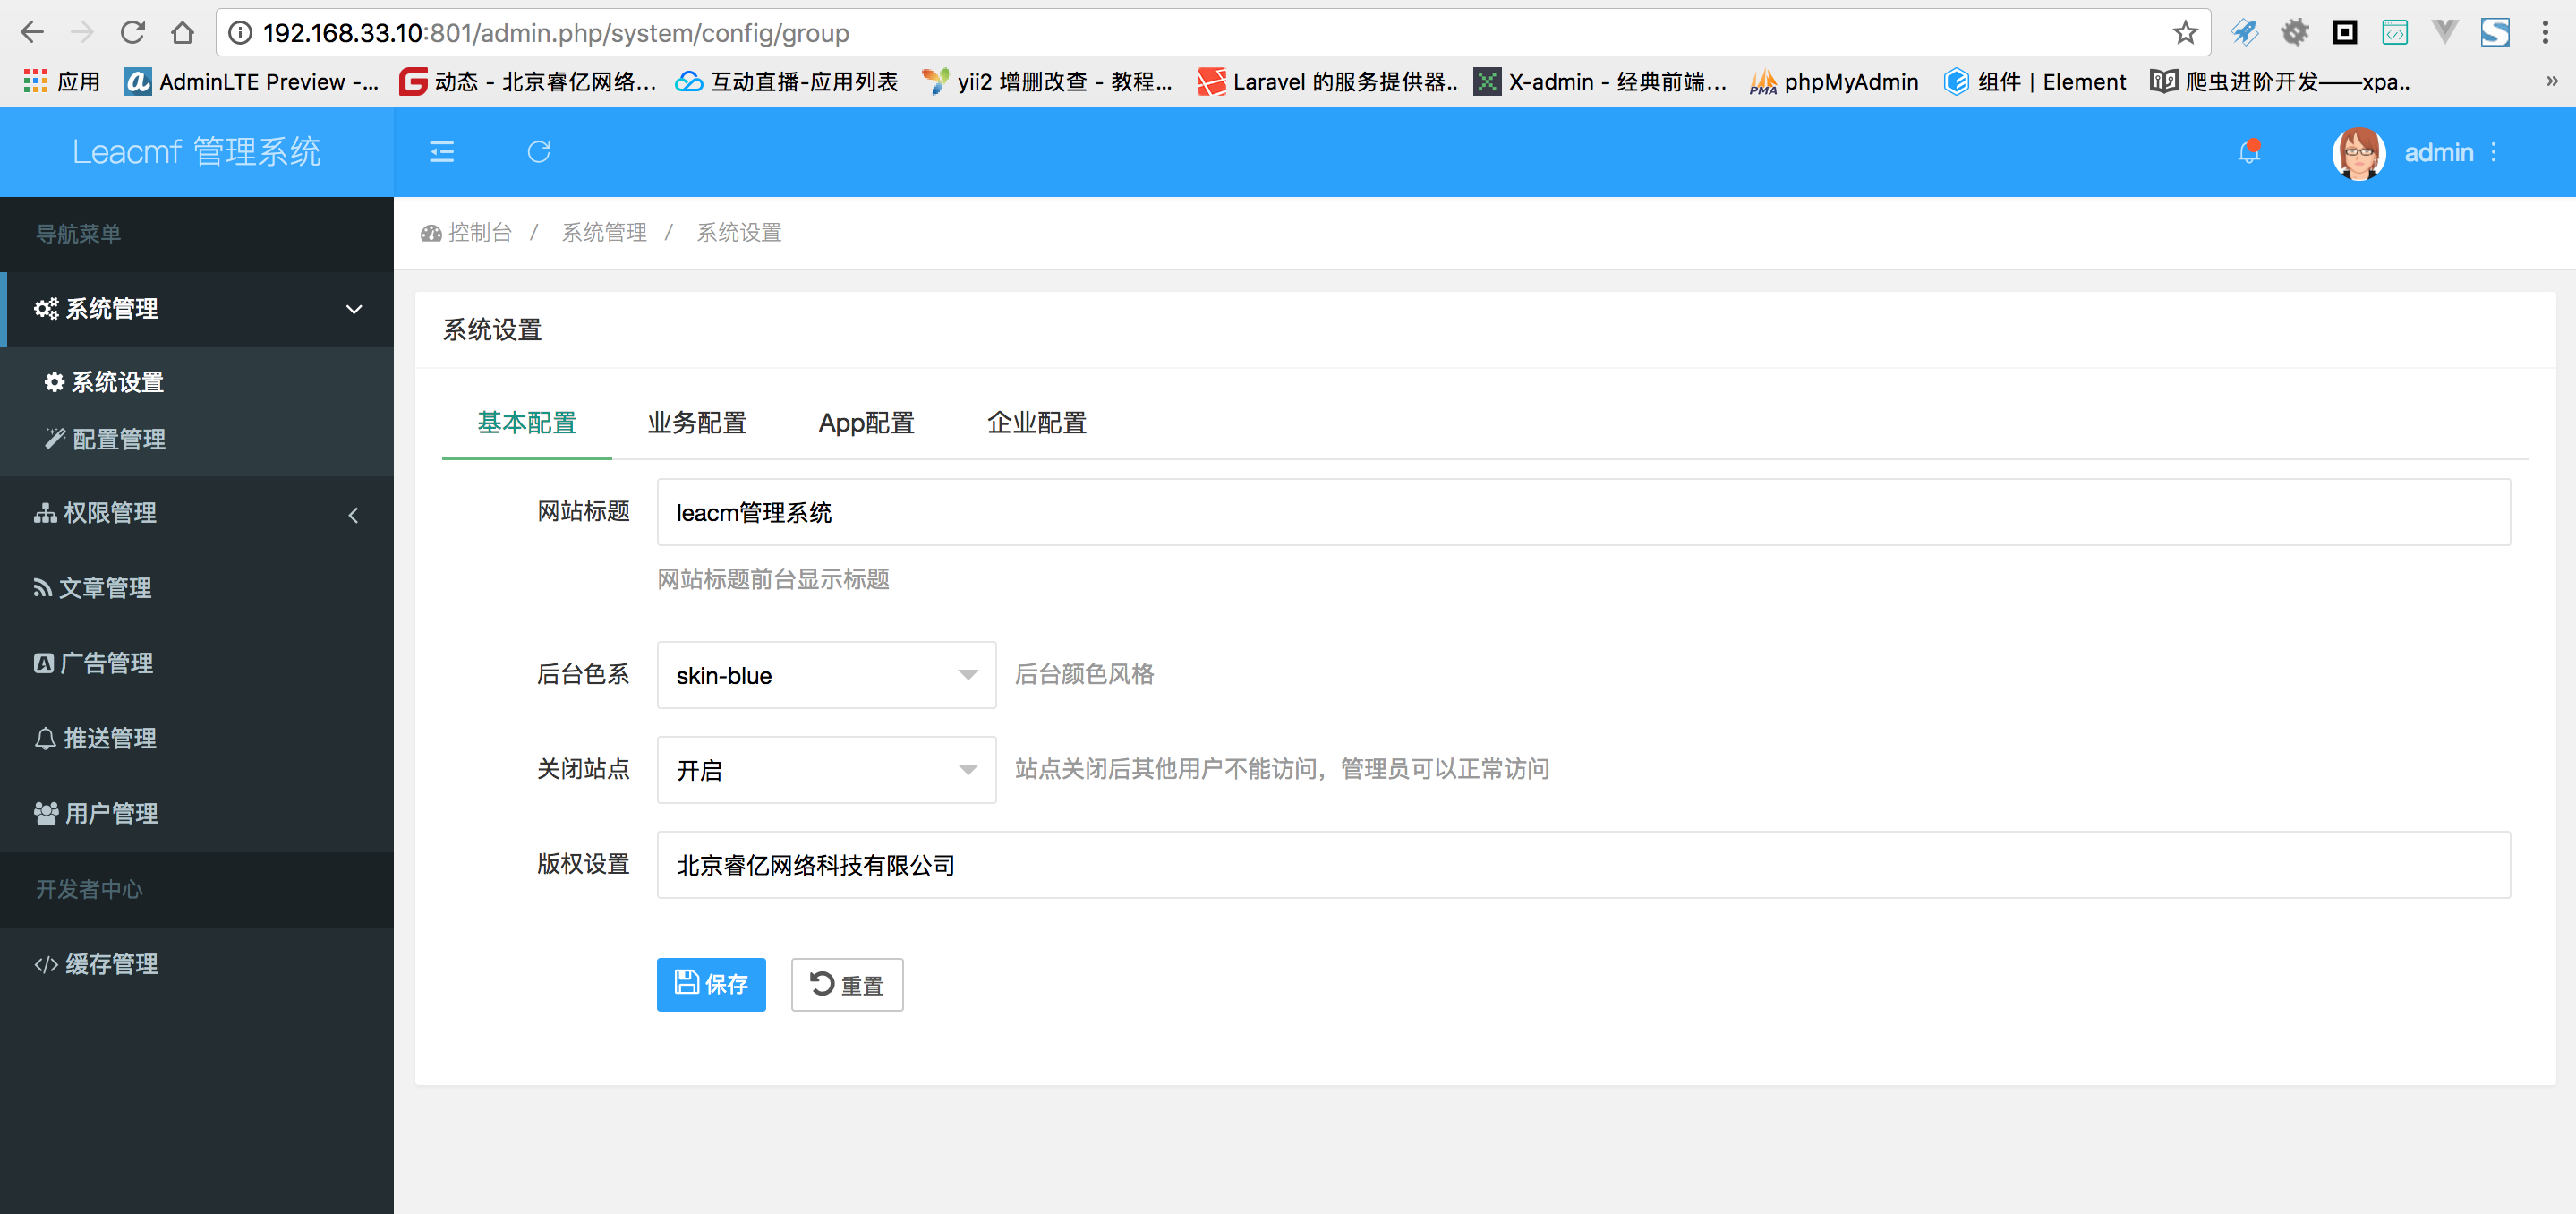 192.168.33.10:801/admin.php/system/config/group
应用 AdminLTE Preview -... 动态 - 北京睿亿网络... 互动直播-应用列表 yii2 增删改查 - 教程... Laravel 的服务提供器.. X-admin - 经典前端... phpMyAdmin 组件 | Element 爬虫进阶开发——xpa.. »
Leacmf 管理系统
admin
导航菜单
控制台 / 系统管理 / 系统设置
系统管理
系统设置
配置管理
权限管理
文章管理
广告管理
推送管理
用户管理
开发者中心
缓存管理
系统设置
基本配置 业务配置 App配置 企业配置
网站标题 leacm管理系统
网站标题前台显示标题
后台色系 skin-blue 后台颜色风格
关闭站点 开启 站点关闭后其他用户不能访问，管理员可以正常访问
版权设置 北京睿亿网络科技有限公司
保存 重置